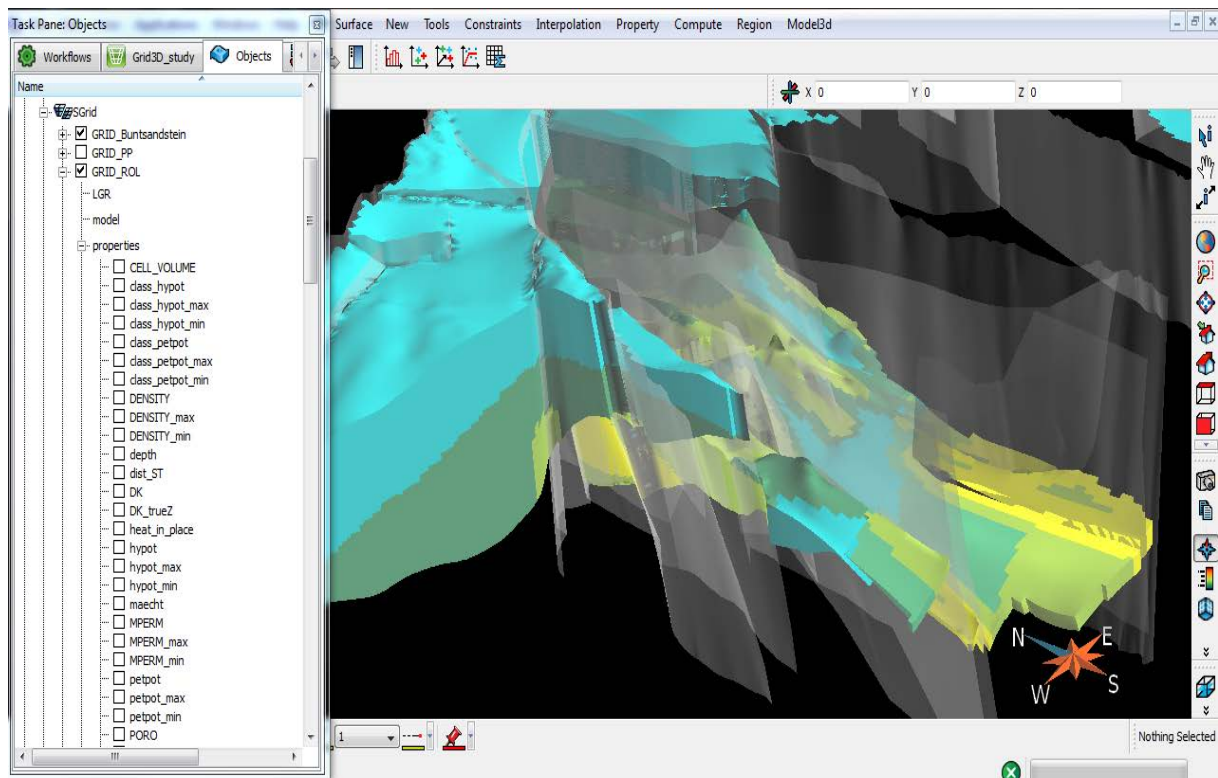 Task Pane: Objects
Surface New Tools Constraints Interpolation Property Compute Region Model3d
Workflows Grid3D_study Objects
X 0 Y 0 Z 0
Name
SGrid
GRID_Buntsandstein
GRID_PP
GRID_ROL
LGR
model
properties
CELL_VOLUME
class_hypot
class_hypot_max
class_hypot_min
class_petpot
class_petpot_max
class_petpot_min
DENSITY
DENSITY_max
DENSITY_min
depth
dist_ST
DK
DK_trueZ
heat_in_place
hypot
hypot_max
hypot_min
maecht
MPERM
MPERM_max
MPERM_min
petpot
petpot_max
petpot_min
PORO
N E
W S
1
Nothing Selected